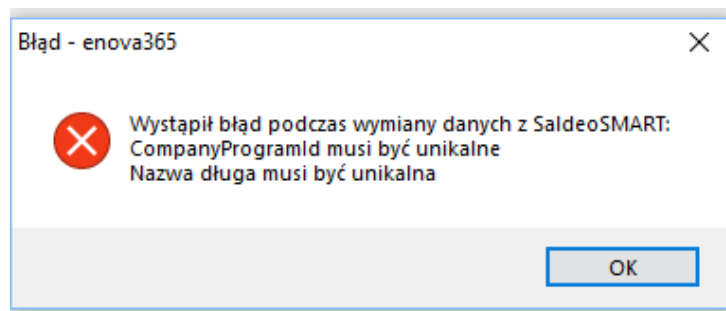 Błąd - enova365
Wystąpił błąd podczas wymiany danych z SaldeoSMART:
CompanyProgramId musi być unikalne
Nazwa długa musi być unikalna
OK